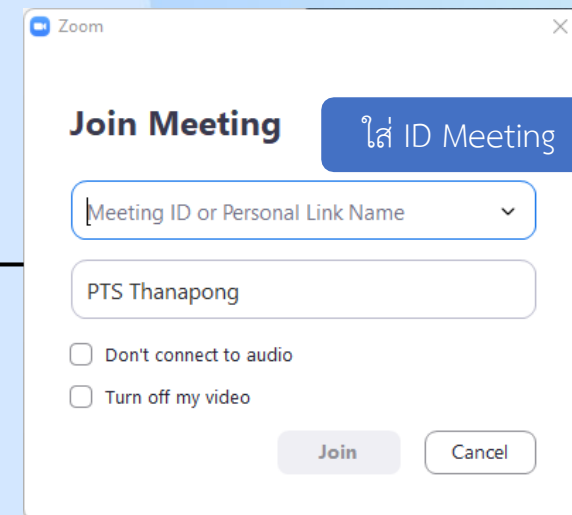 Zoom
Join Meeting
ใส่ ID Meeting
Meeting ID or Personal Link Name
PTS Thanapong
Don't connect to audio
Turn off my video
Join Cancel